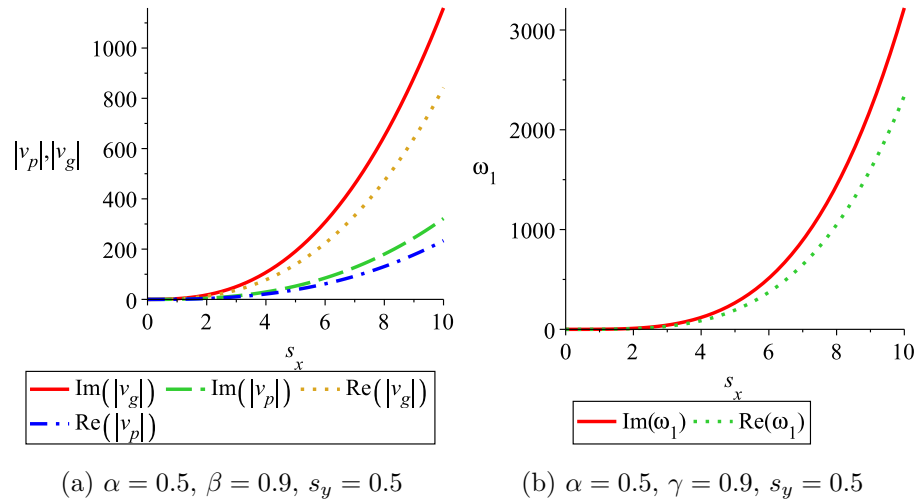 1000
800
600
400
200
0
|v_p|,|v_g|
0 2 4 6 8 10
s_x
Im(|v_g|) Im(|v_p|) Re(|v_g|)
Re(|v_p|)
(a) α = 0.5, β = 0.9, s_y = 0.5
3000
2000
1000
0
ω_1
0 2 4 6 8 10
s_x
Im(ω_1) Re(ω_1)
(b) α = 0.5, γ = 0.9, s_y = 0.5